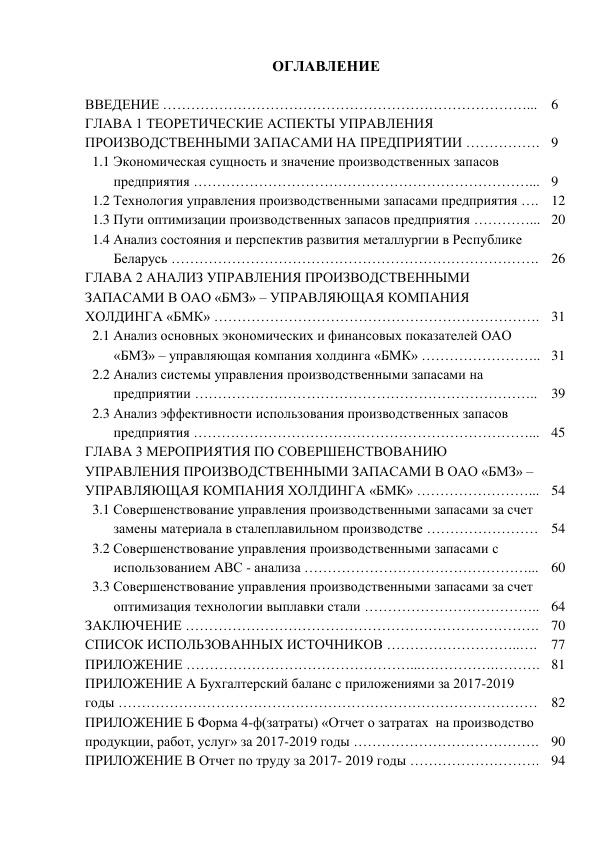 ОГЛАВЛЕНИЕ
ВВЕДЕНИЕ …………………………………………………………………... 6
ГЛАВА 1 ТЕОРЕТИЧЕСКИЕ АСПЕКТЫ УПРАВЛЕНИЯ
ПРОИЗВОДСТВЕННЫМИ ЗАПАСАМИ НА ПРЕДПРИЯТИИ ……………. 9
1.1 Экономическая сущность и значение производственных запасов
предприятия ………………………………………………………………... 9
1.2 Технология управления производственными запасами предприятия …. 12
1.3 Пути оптимизации производственных запасов предприятия …………... 20
1.4 Анализ состояния и перспектив развития металлургии в Республике
Беларусь ……………………………………………………………………. 26
ГЛАВА 2 АНАЛИЗ УПРАВЛЕНИЯ ПРОИЗВОДСТВЕННЫМИ
ЗАПАСАМИ В ОАО «БМЗ» – УПРАВЛЯЮЩАЯ КОМПАНИЯ
ХОЛДИНГА «БМК» ……………………………………………………………. 31
2.1 Анализ основных экономических и финансовых показателей ОАО
«БМЗ» – управляющая компания холдинга «БМК» …………………….. 31
2.2 Анализ системы управления производственными запасами на
предприятии ……………………………………………………………….. 39
2.3 Анализ эффективности использования производственных запасов
предприятия ………………………………………………………………... 45
ГЛАВА 3 МЕРОПРИЯТИЯ ПО СОВЕРШЕНСТВОВАНИЮ
УПРАВЛЕНИЯ ПРОИЗВОДСТВЕННЫМИ ЗАПАСАМИ В ОАО «БМЗ» –
УПРАВЛЯЮЩАЯ КОМПАНИЯ ХОЛДИНГА «БМК» ……………………... 54
3.1 Совершенствование управления производственными запасами за счет
замены материала в сталеплавильном производстве …………………… 54
3.2 Совершенствование управления производственными запасами с
использованием АВС - анализа …………………………………………... 60
3.3 Совершенствование управления производственными запасами за счет
оптимизация технологии выплавки стали ……………………………….. 64
ЗАКЛЮЧЕНИЕ …………………………………………………………………. 70
СПИСОК ИСПОЛЬЗОВАННЫХ ИСТОЧНИКОВ ………………………..…. 77
ПРИЛОЖЕНИЕ …………………………………………...…………….………. 81
ПРИЛОЖЕНИЕ А Бухгалтерский баланс с приложениями за 2017-2019
годы ……………………………………………………………………………… 82
ПРИЛОЖЕНИЕ Б Форма 4-ф(затраты) «Отчет о затратах на производство
продукции, работ, услуг» за 2017-2019 годы …………………………………. 90
ПРИЛОЖЕНИЕ В Отчет по труду за 2017- 2019 годы ………………………. 94